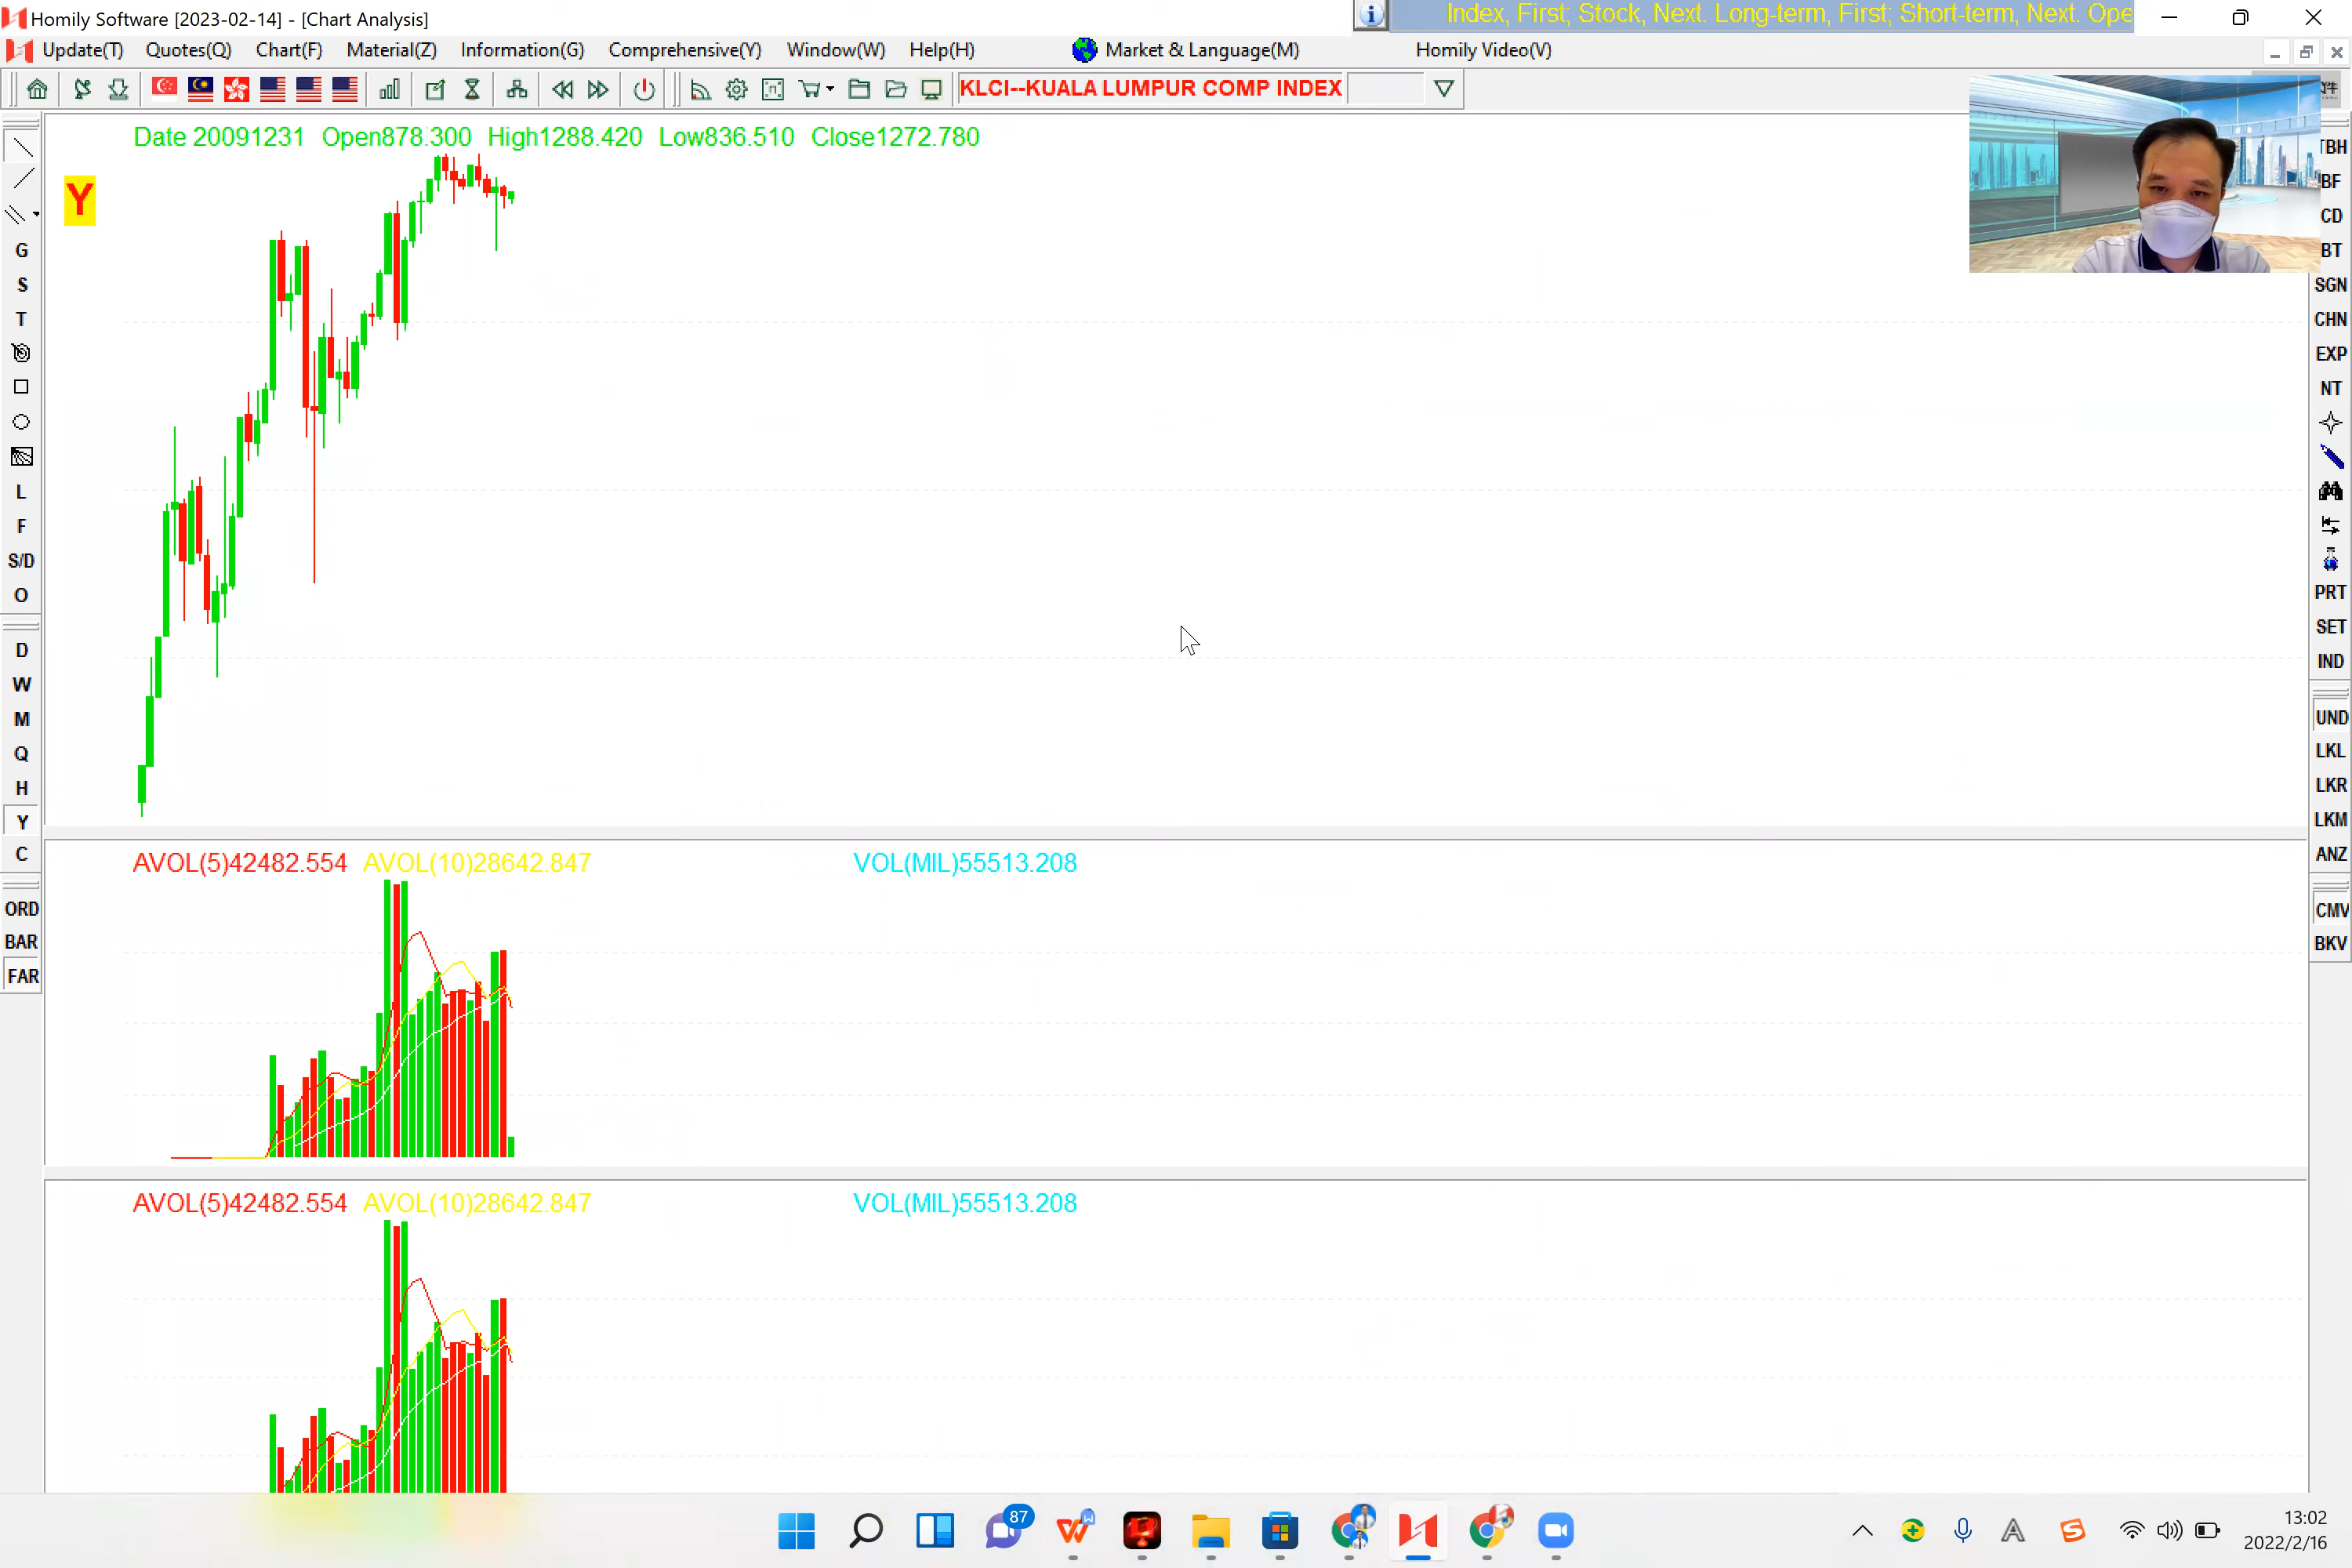 Homily Software [2023-02-14] - [Chart Analysis]
Index, First; Stock, Next. Long-term, First; Short-term, Next. Ope
Update(T) Quotes(Q) Chart(F) Material(Z) Information(G) Comprehensive(Y) Window(W) Help(H) Market & Language(M) Homily Video(V)
KLCI--KUALA LUMPUR COMP INDEX
Date 20091231 Open878.300 High1288.420 Low836.510 Close1272.780
Y
G
S
T
L
F
S/D
O
D
W
M
Q
H
Y
C
ORD
BAR
FAR
TBH
BF
CD
BT
SGN
CHN
EXP
NT
PRT
SET
IND
UND
LKL
LKR
LKM
ANZ
CMV
BKV
AVOL(5)42482.554 AVOL(10)28642.847 VOL(MIL)55513.208
AVOL(5)42482.554 AVOL(10)28642.847 VOL(MIL)55513.208
87
13:02
2022/2/16